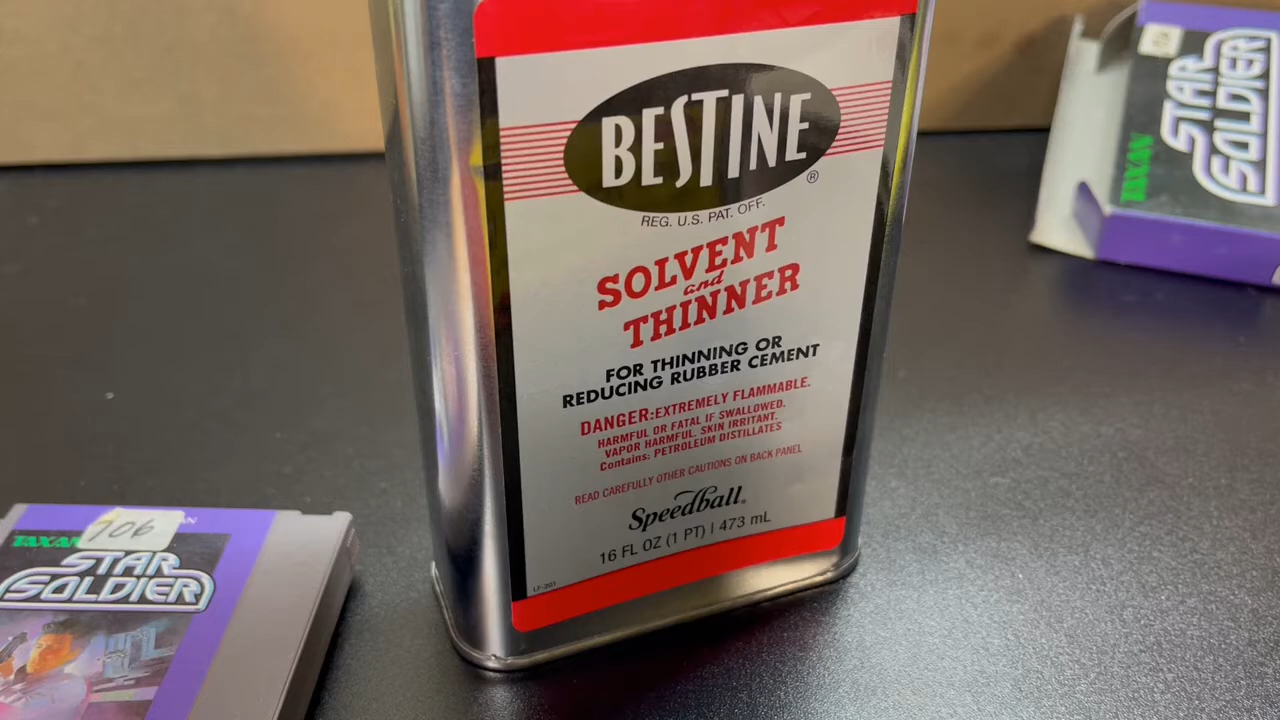 BESTINE
®
REG. U.S. PAT. OFF.
SOLVENT
and
THINNER
FOR THINNING OR
REDUCING RUBBER CEMENT
DANGER:EXTREMELY FLAMMABLE.
HARMFUL OR FATAL IF SWALLOWED.
VAPOR HARMFUL. SKIN IRRITANT.
Contains: PETROLEUM DISTILLATES
READ CAREFULLY OTHER CAUTIONS ON BACK PANEL
Speedball®
16 FL OZ (1 PT) | 473 mL
TAXAN
STAR
SOLDIER
TAXAN
906
STAR
SOLDIER